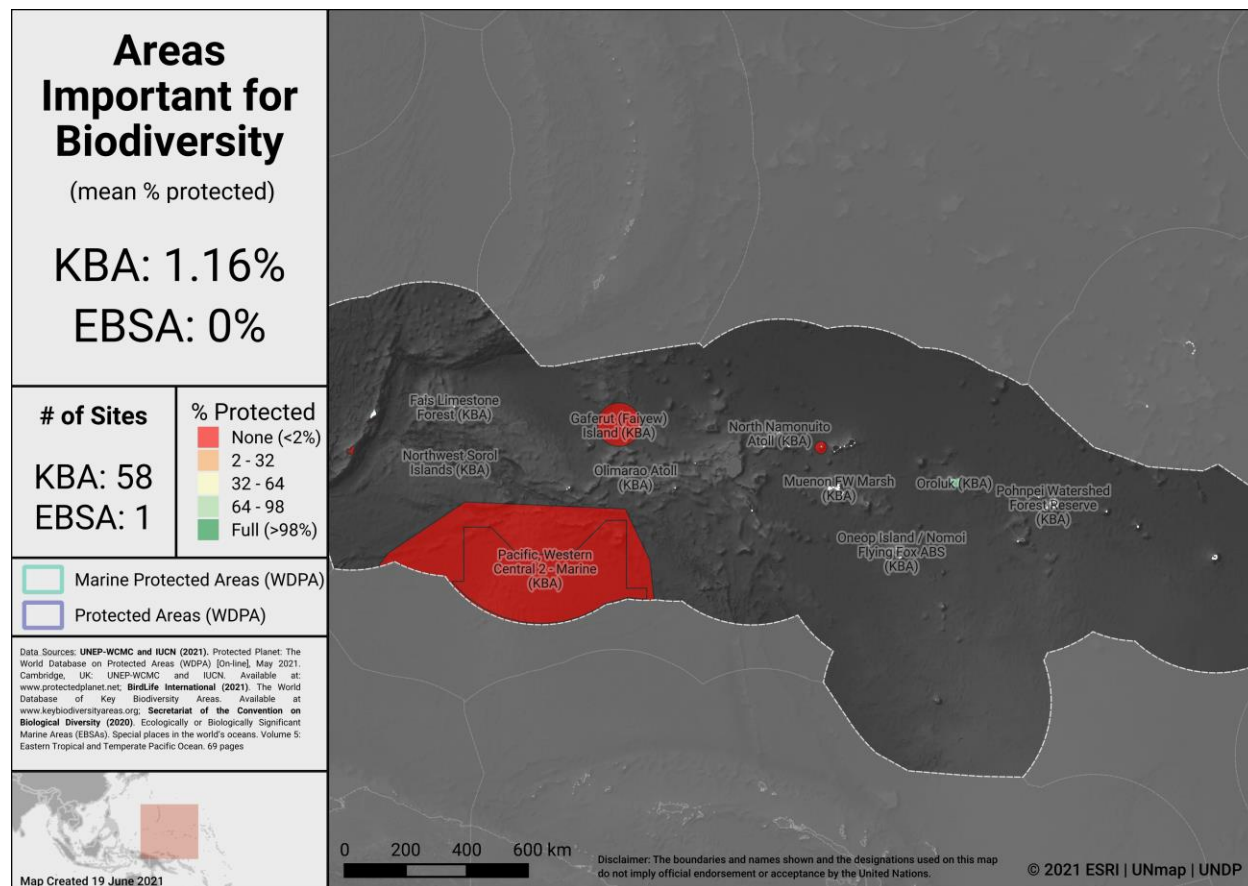 Areas
Important for
Biodiversity
(mean % protected)
KBA: 1.16%
EBSA: 0%
# of Sites
KBA: 58
EBSA: 1
% Protected
None (<2%)
2 - 32
32 - 64
64 - 98
Full (>98%)
Marine Protected Areas (WDPA)
Protected Areas (WDPA)
Data Sources: UNEP-WCMC and IUCN (2021). Protected Planet: The
World Database on Protected Areas (WDPA) [On-line], May 2021.
Cambridge, UK: UNEP-WCMC and IUCN. Available at:
www.protectedplanet.net; BirdLife International (2021). The World
Database of Key Biodiversity Areas. Available at
www.keybiodiversityareas.org; Secretariat of the Convention on
Biological Diversity (2020). Ecologically or Biologically Significant
Marine Areas (EBSAs). Special places in the world's oceans. Volume 5:
Eastern Tropical and Temperate Pacific Ocean. 69 pages
Map Created 19 June 2021
Fais Limestone
Forest (KBA)
Gaferut (Faiyew)
Island (KBA)
North Namonuito
Atoll (KBA)
Northwest Sorol
Islands (KBA)
Olimarao Atoll
(KBA)
Muenon FW Marsh
(KBA)
Oroluk (KBA)
Pohnpei Watershed
Forest Reserve
(KBA)
Oneop Island / Nomoi
Flying Fox ABS
(KBA)
Pacific, Western
Central 2 - Marine
(KBA)
0 200 400 600 km
Disclaimer: The boundaries and names shown and the designations used on this map
do not imply official endorsement or acceptance by the United Nations.
© 2021 ESRI | UNmap | UNDP